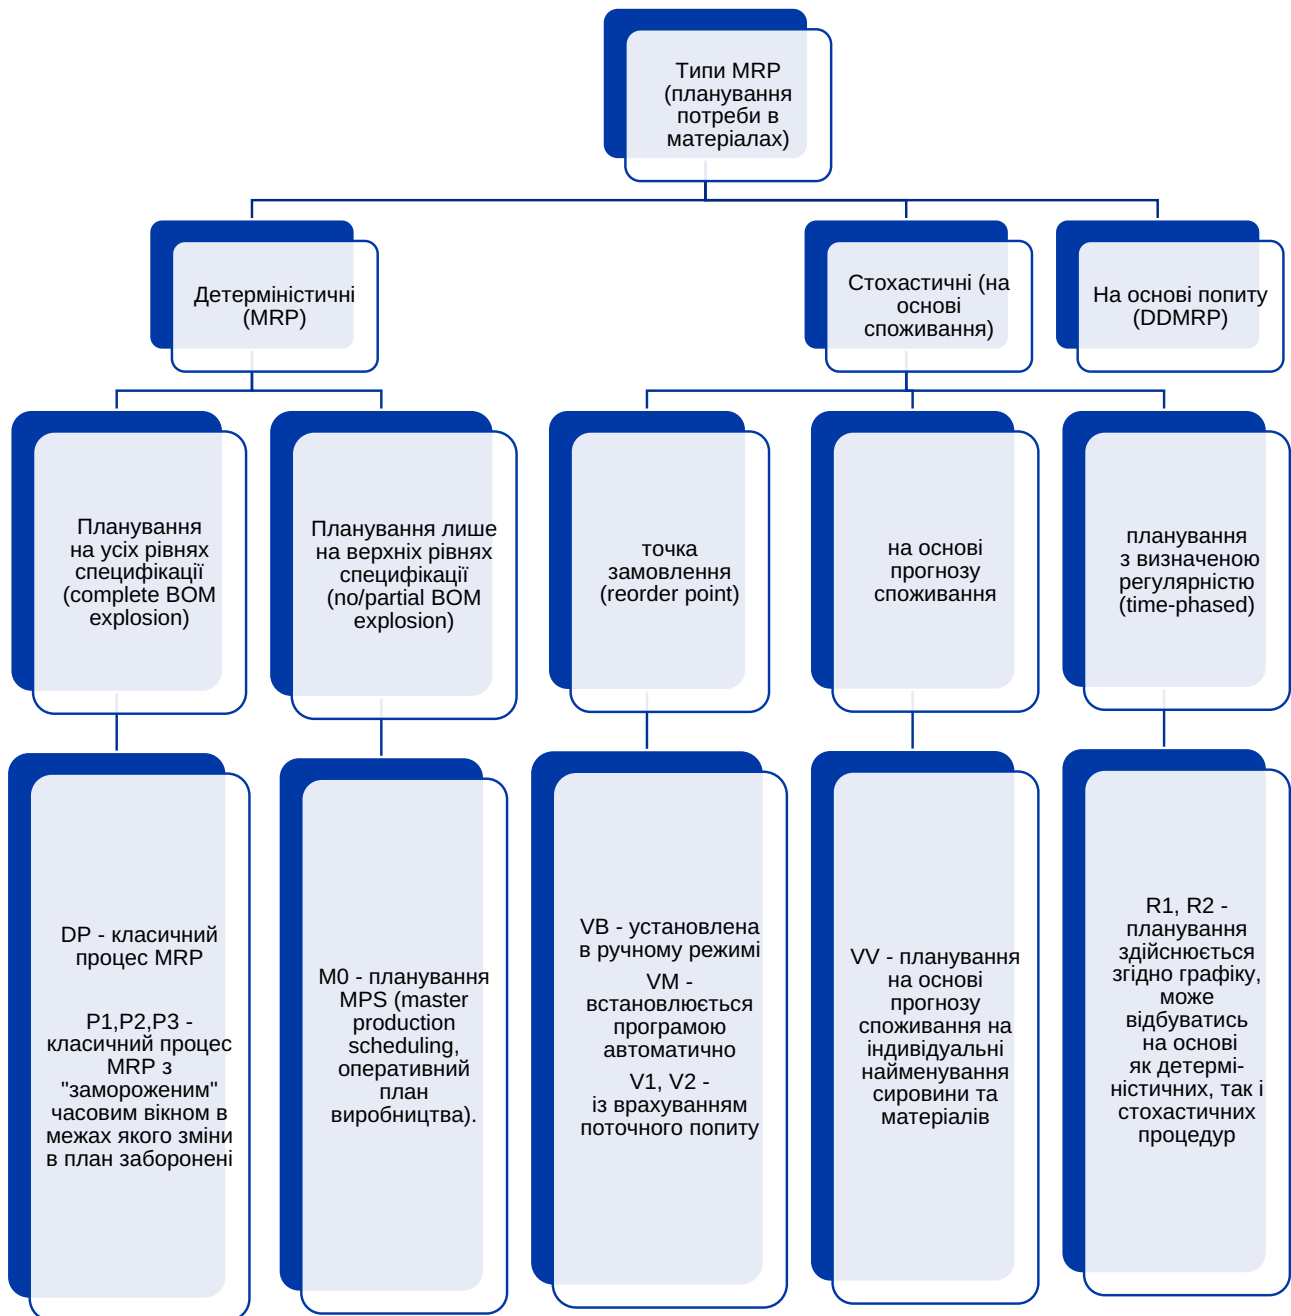 Типи MRP
(планування
потреби в
матеріалах)
Детерміністичні
(MRP)
Стохастичні (на
основі
споживання)
На основі попиту
(DDMRP)
Планування
на усіх рівнях
специфікації
(complete BOM
explosion)
Планування лише
на верхніх рівнях
специфікації
(no/partial BOM
explosion)
точка
замовлення
(reorder point)
на основі
прогнозу
споживання
планування
з визначеною
регулярністю
(time-phased)
DP - класичний
процес MRP
P1,P2,P3 -
класичний процес
MRP з
"замороженим"
часовим вікном в
межах якого зміни
в план заборонені
M0 - планування
MPS (master
production
scheduling,
оперативний
план
виробництва).
VB - установлена
в ручному режимі
VM -
встановлюється
програмою
автоматично
V1, V2 -
із врахуванням
поточного попиту
VV - планування
на основі
прогнозу
споживання на
індивідуальні
найменування
сировини та
матеріалів
R1, R2 -
планування
здійснюється
згідно графіку,
може
відбуватись
на основі
як детермі-
ністичних, так і
стохастичних
процедур